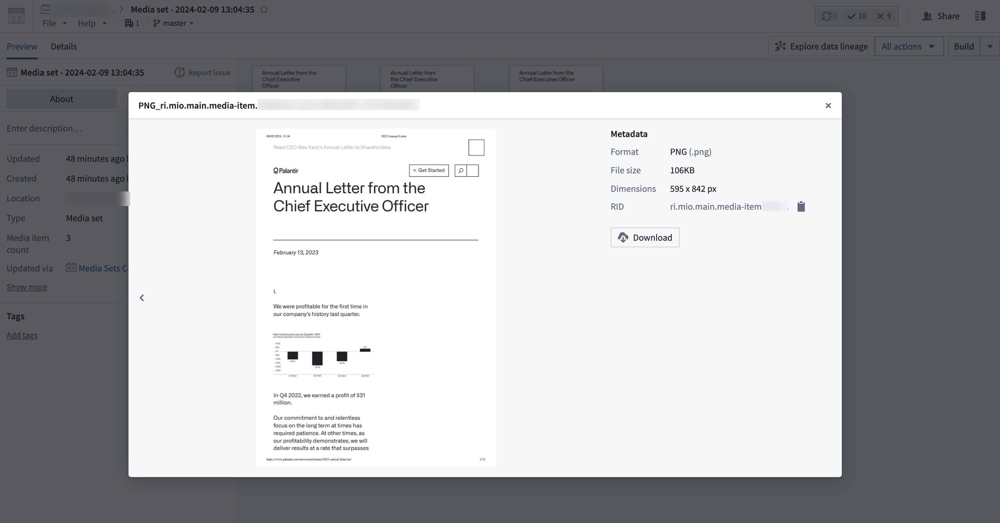 Media set - 2024-02-09 13:04:35
File
Help
1
master
0
10
9
Share
Preview
Details
Explore data lineage
All actions
Build
Media set - 2024-02-09 13:04:35
Report issue
About
Enter description...
Updated
48 minutes ago
Created
48 minutes ago
Location
Type
Media set
Media item
count
3
Updated via
Media Sets
Show more
Tags
Add tags
Annual Letter from the
Chief Executive
Officer
Annual Letter from
the Chief Executive
Officer
Annual Letter from the
Chief Executive Officer
PNG_ri.mio.main.media-item.
08/02/2024, 13:36
2023 Annual Letter
Read CEO Alex Karp's Annual Letter to Shareholders
Palantir
Get Started
Annual Letter from the
Chief Executive Officer
February 13, 2023
I.
We were profitable for the first time in
our company's history last quarter.
Net Income and Loss by Quarter ($M)
according to generally accepted accounting principles
$100
$50
$0
-$50
-$100
-$150
-$200
-$250
($101)
($179)
($124)
$31
Q1 2022
Q2 2022
Q3 2022
Q4 2022
In Q4 2022, we earned a profit of $31
million.
Our commitment to and relentless
focus on the long term at times has
required patience. At other times, as
our profitability demonstrates, we will
deliver results at a rate that surpasses
https://www.palantir.com/newsroom/letters/2023-annual-letter/en/
1/11
Metadata
Format
PNG (.png)
File size
106KB
Dimensions
595 x 842 px
RID
ri.mio.main.media-item
Download